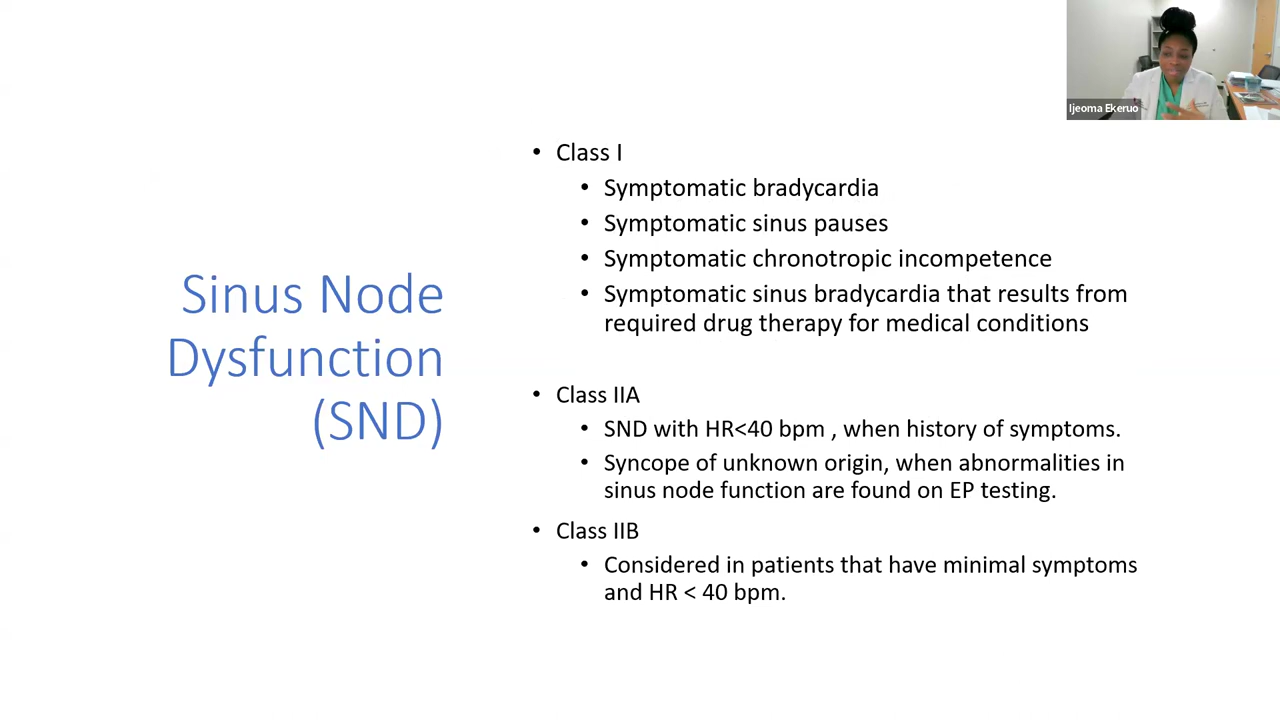 Ijeoma Ekeruo
Sinus Node
Dysfunction
(SND)
• Class I
• Symptomatic bradycardia
• Symptomatic sinus pauses
• Symptomatic chronotropic incompetence
• Symptomatic sinus bradycardia that results from
required drug therapy for medical conditions
• Class IIA
• SND with HR<40 bpm , when history of symptoms.
• Syncope of unknown origin, when abnormalities in
sinus node function are found on EP testing.
• Class IIB
• Considered in patients that have minimal symptoms
and HR < 40 bpm.